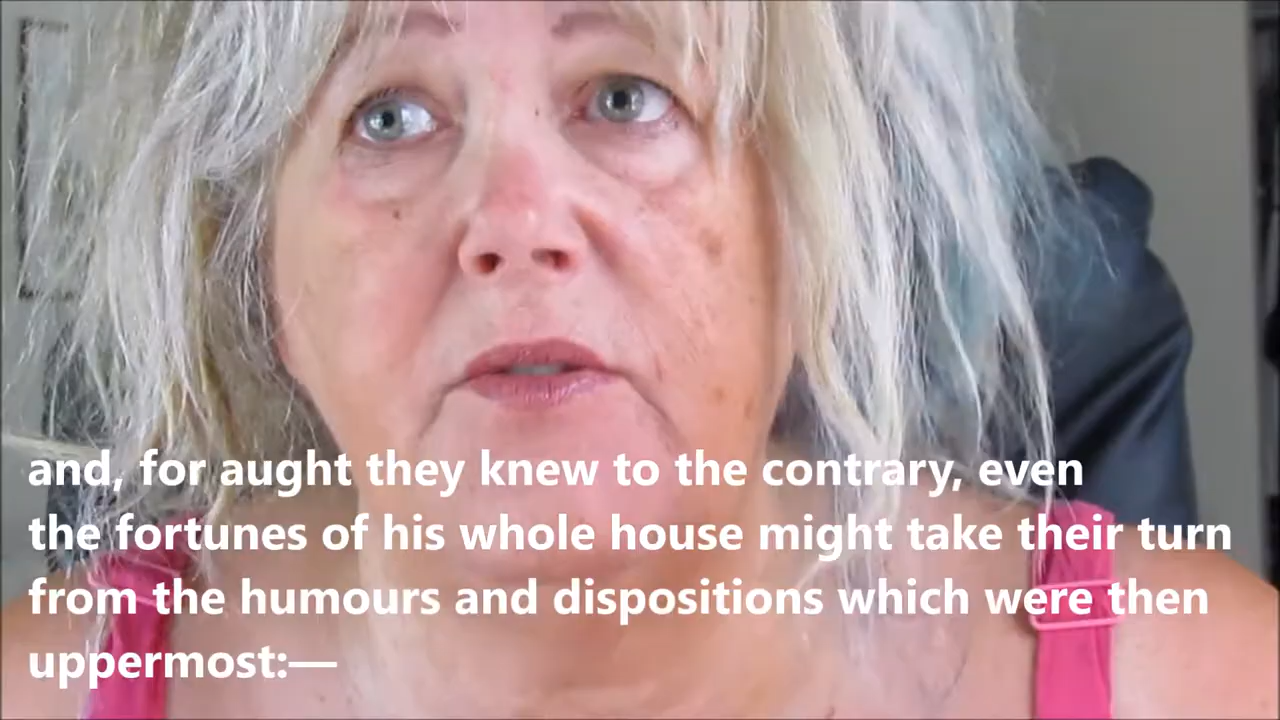 and, for aught they knew to the contrary, even
the fortunes of his whole house might take their turn
from the humours and dispositions which were then
uppermost:—